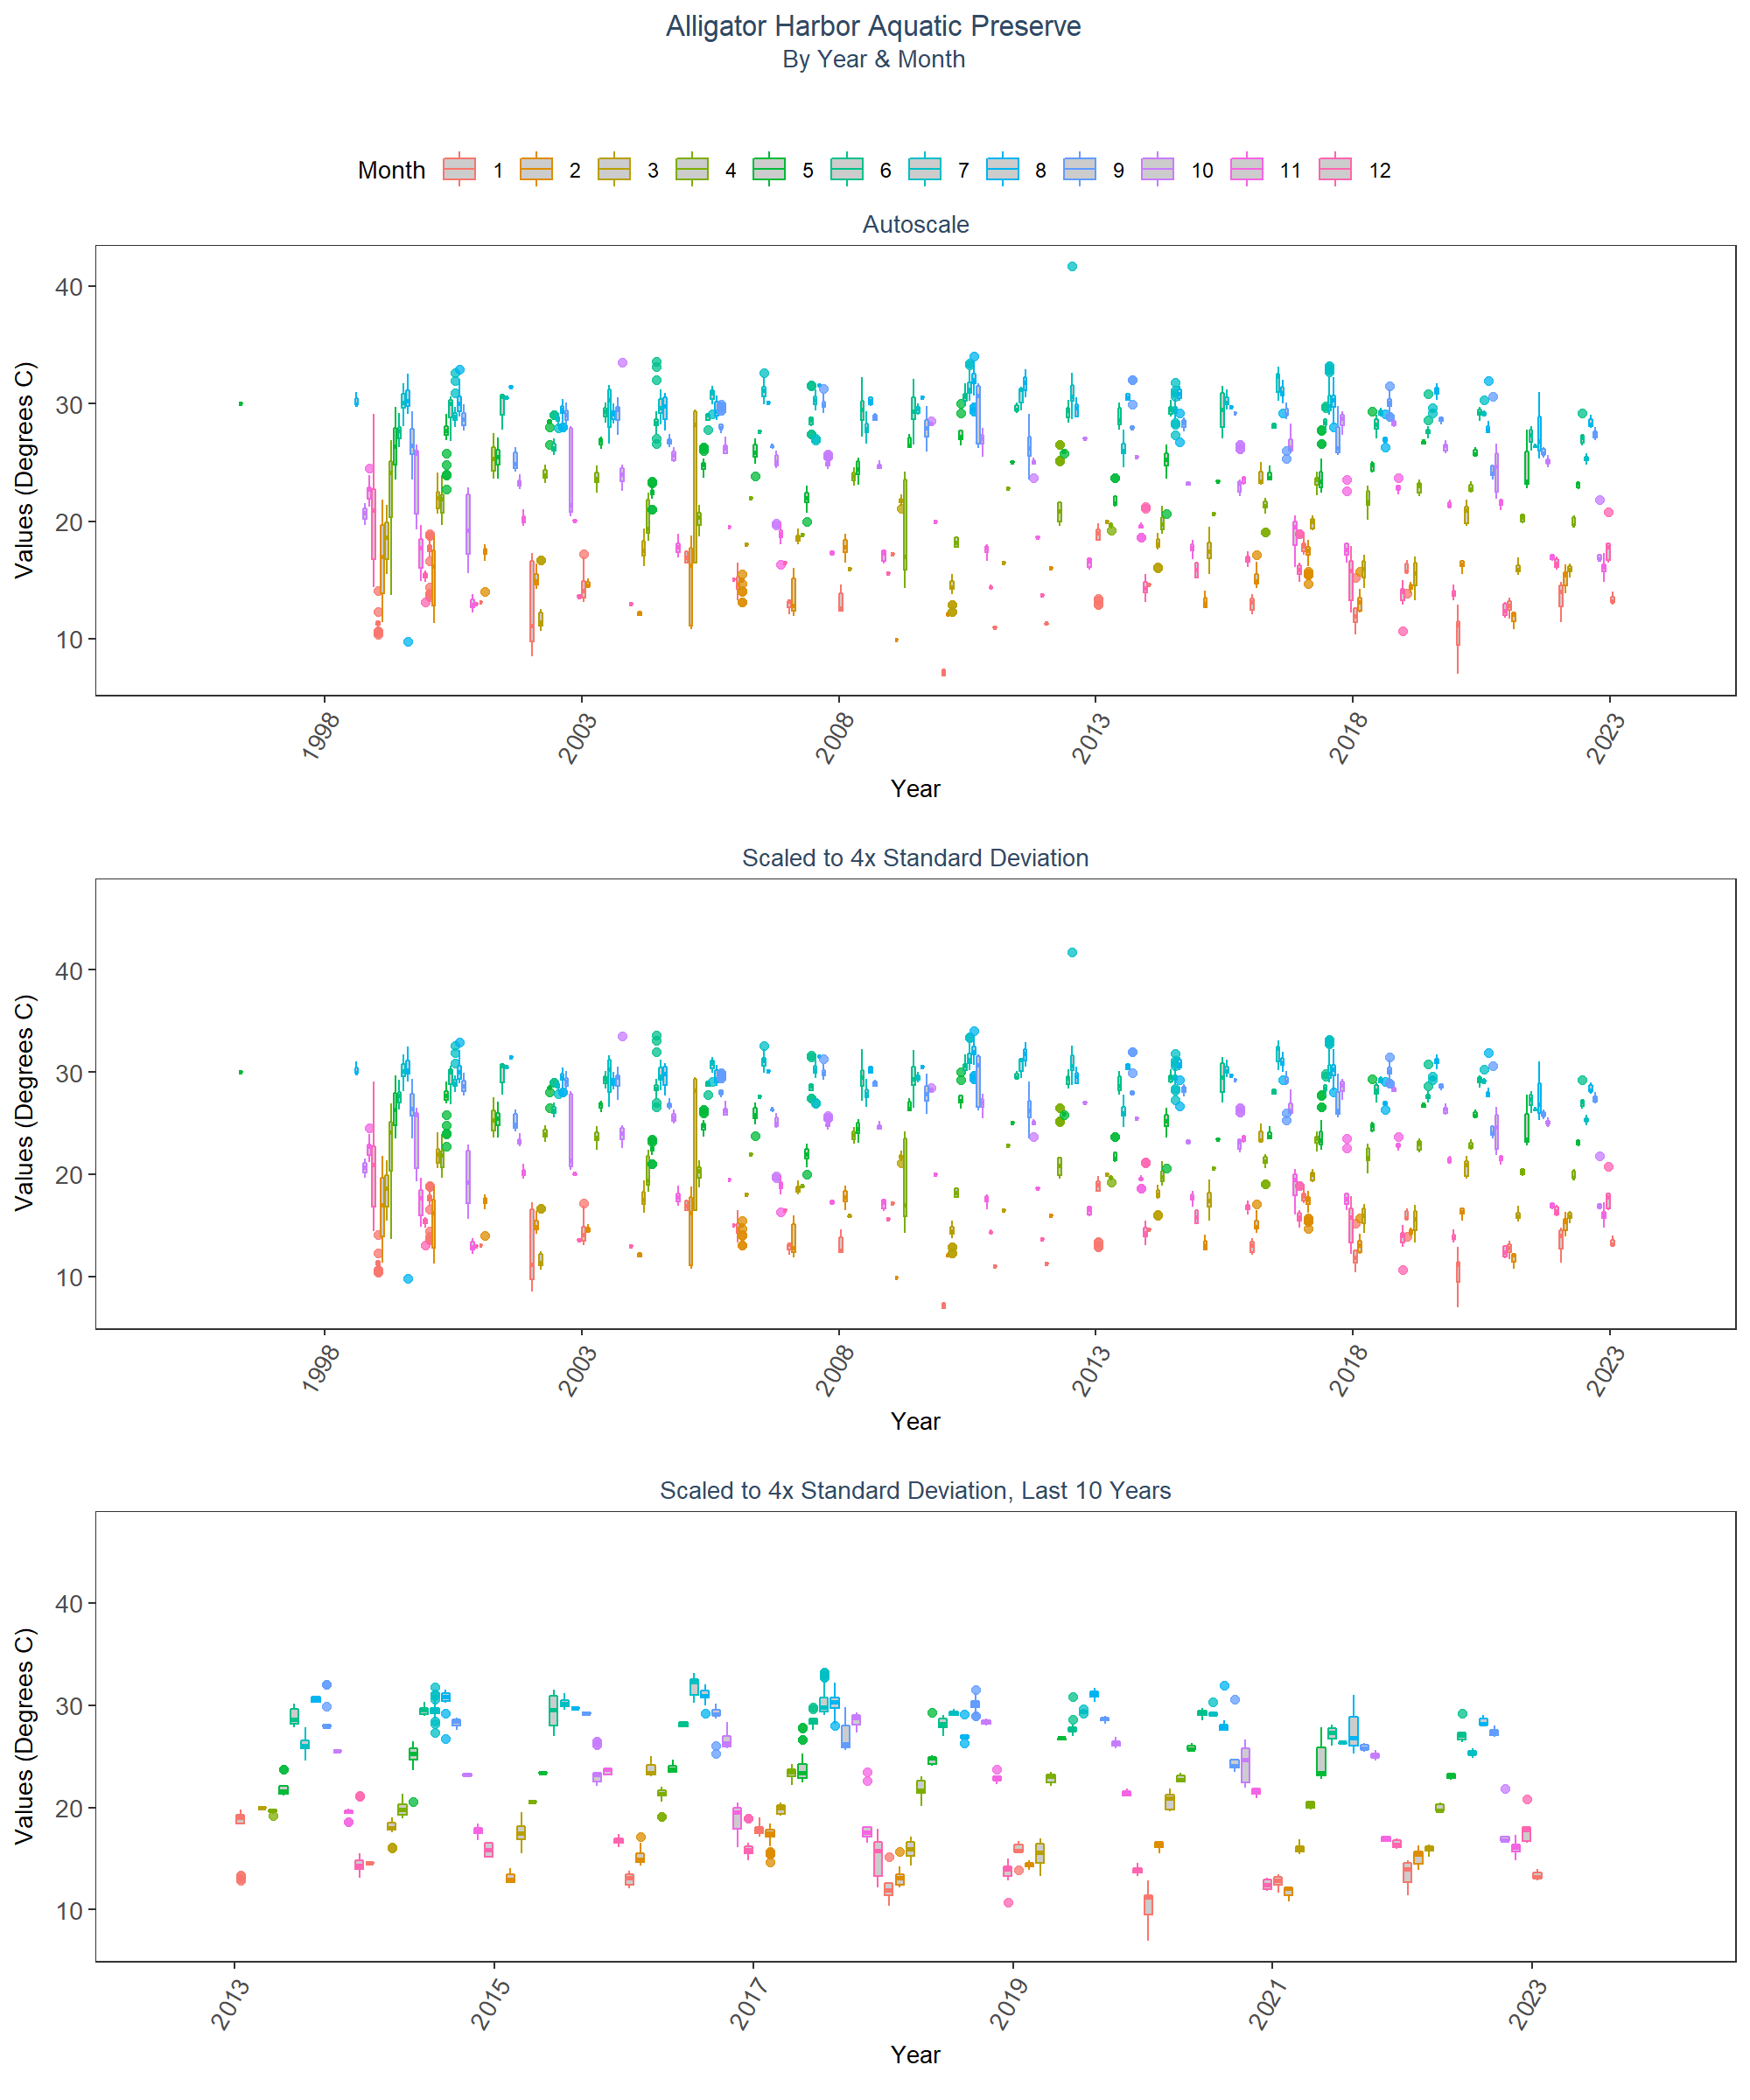 Alligator Harbor Aquatic Preserve
By Year & Month
Month 1 2 3 4 5 6 7 8 9 10 11 12
Autoscale
Values (Degrees C)
40
30
20
10
1998 2003 2008 2013 2018 2023
Year
Scaled to 4x Standard Deviation
Values (Degrees C)
40
30
20
10
1998 2003 2008 2013 2018 2023
Year
Scaled to 4x Standard Deviation, Last 10 Years
Values (Degrees C)
40
30
20
10
2013 2015 2017 2019 2021 2023
Year